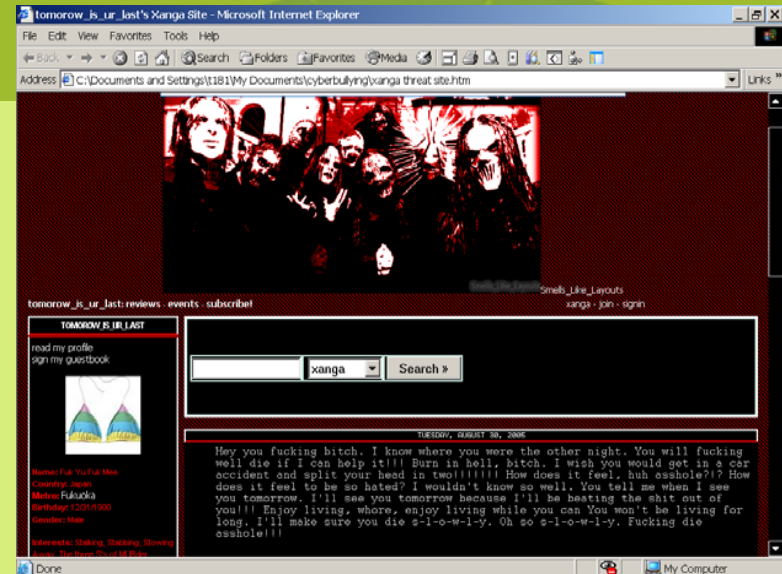 tomorow_is_ur_last's Xanga Site - Microsoft Internet Explorer
File Edit View Favorites Tools Help
Back Search Folders Favorites Media
Address C:\Documents and Settings\t181\My Documents\cyberbullying\xanga threat site.htm Links »
Smells_Like_Layouts
tomorow_is_ur_last: reviews - events - subscribe!
xanga - join - signin
TOMOROW_IS_UR_LAST
read my profile
sign my guestbook
Name: Fuk Yu Fuk Mee
Country: Japan
Metro: Fukuoka
Birthday: 12/31/1900
Gender: Male
Interests: Stalking, Stabbing, Slowing
xanga Search »
TUESDAY, AUGUST 30, 2005
Hey you fucking bitch. I know where you were the other night. You will fucking
well die if I can help it!!! Burn in hell, bitch. I wish you would get in a car
accident and split your head in two!!!!!!! How does it feel, huh asshole?!? How
does it feel to be so hated? I wouldn't know so well. You tell me when I see
you tomorrow. I'll see you tomorrow because I'll be beating the shit out of
you!!! Enjoy living, whore, enjoy living while you can You won't be living for
long. I'll make sure you die s-l-o-w-l-y. Oh so s-l-o-w-l-y. Fucking die
asshole!!!
Done My Computer